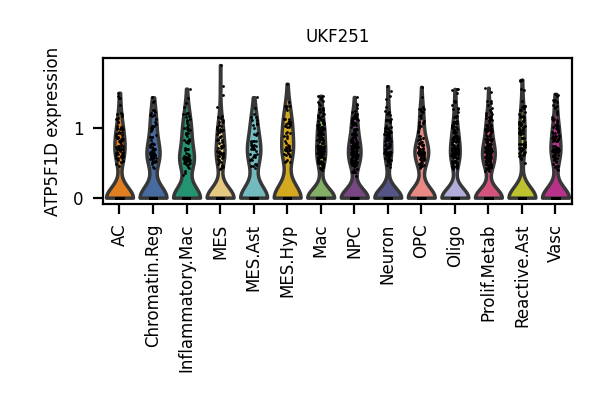 UKF251
ATP5F1D expression
1
0
AC
Chromatin.Reg
Inflammatory.Mac
MES
MES.Ast
MES.Hyp
Mac
NPC
Neuron
OPC
Oligo
Prolif.Metab
Reactive.Ast
Vasc